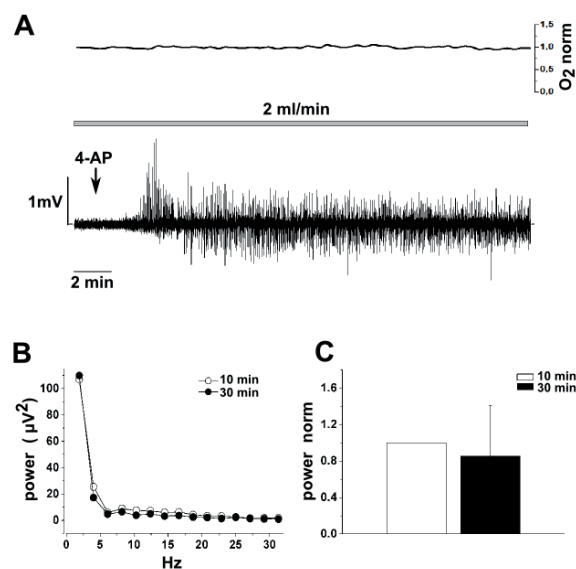 A
1,5
1,0
0,5
0,0
O2 norm
2 ml/min
4-AP
1mV
2 min
B
10 min
30 min
100
80
60
40
20
0
power ( µV2)
0 5 10 15 20 25 30
Hz
C
10 min
30 min
1.6
1.2
0.8
0.4
0.0
power norm